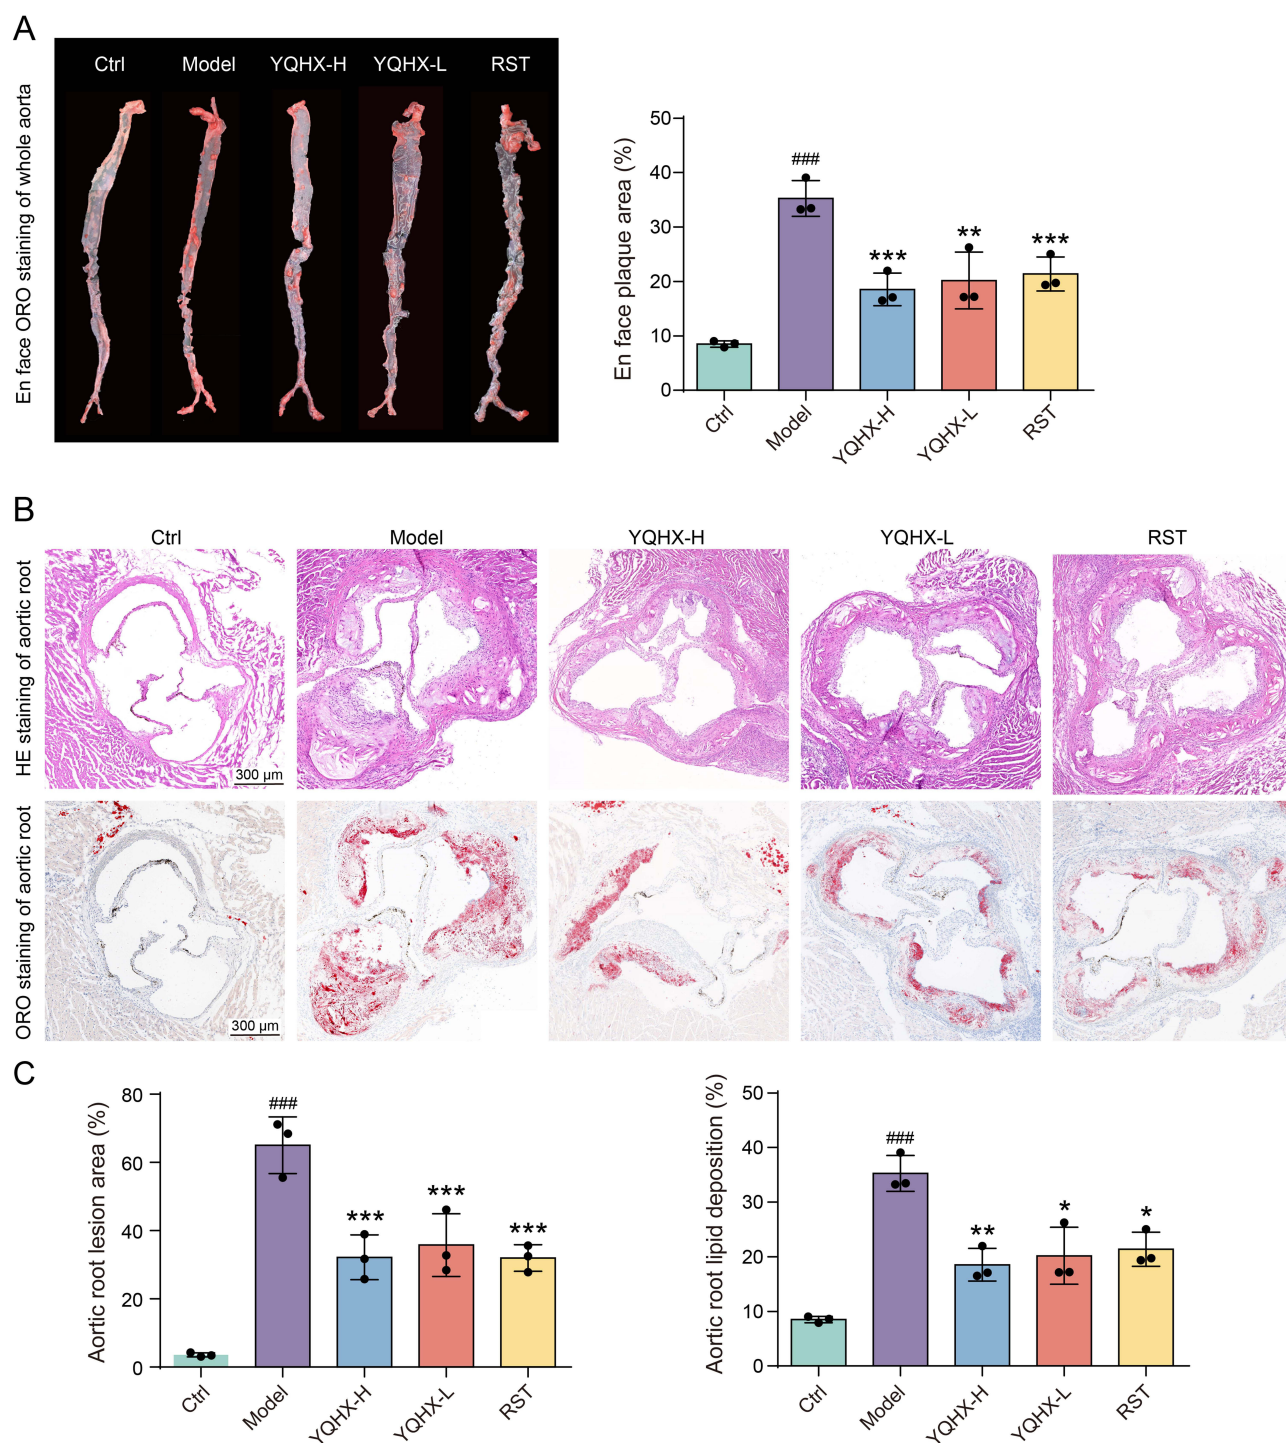 A
Ctrl Model YQHX-H YQHX-L RST
En face ORO staining of whole aorta
En face plaque area (%)
50
40
30
20
10
0
###
***
**
***
Ctrl
Model
YQHX-H
YQHX-L
RST
B
Ctrl Model YQHX-H YQHX-L RST
HE staining of aortic root
300 µm
ORO staining of aortic root
300 µm
C
Aortic root lesion area (%)
80
60
40
20
0
###
***
***
***
Ctrl
Model
YQHX-H
YQHX-L
RST
Aortic root lipid deposition (%)
50
40
30
20
10
0
###
**
*
*
Ctrl
Model
YQHX-H
YQHX-L
RST